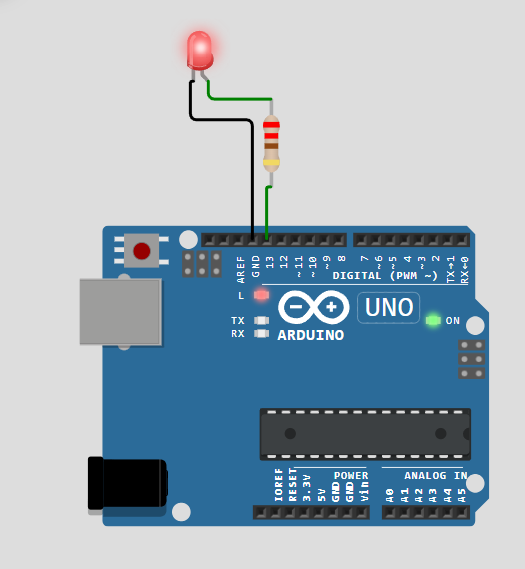 AREF
GND
13
12
~11
~10
~9
8
7
~6
~5
4
~3
2
TX→1
RX←0
DIGITAL (PWM ~)
L
TX
RX
UNO
ON
ARDUINO
POWER
ANALOG IN
IOREF
RESET
3.3V
5V
GND
GND
Vin
A0
A1
A2
A3
A4
A5